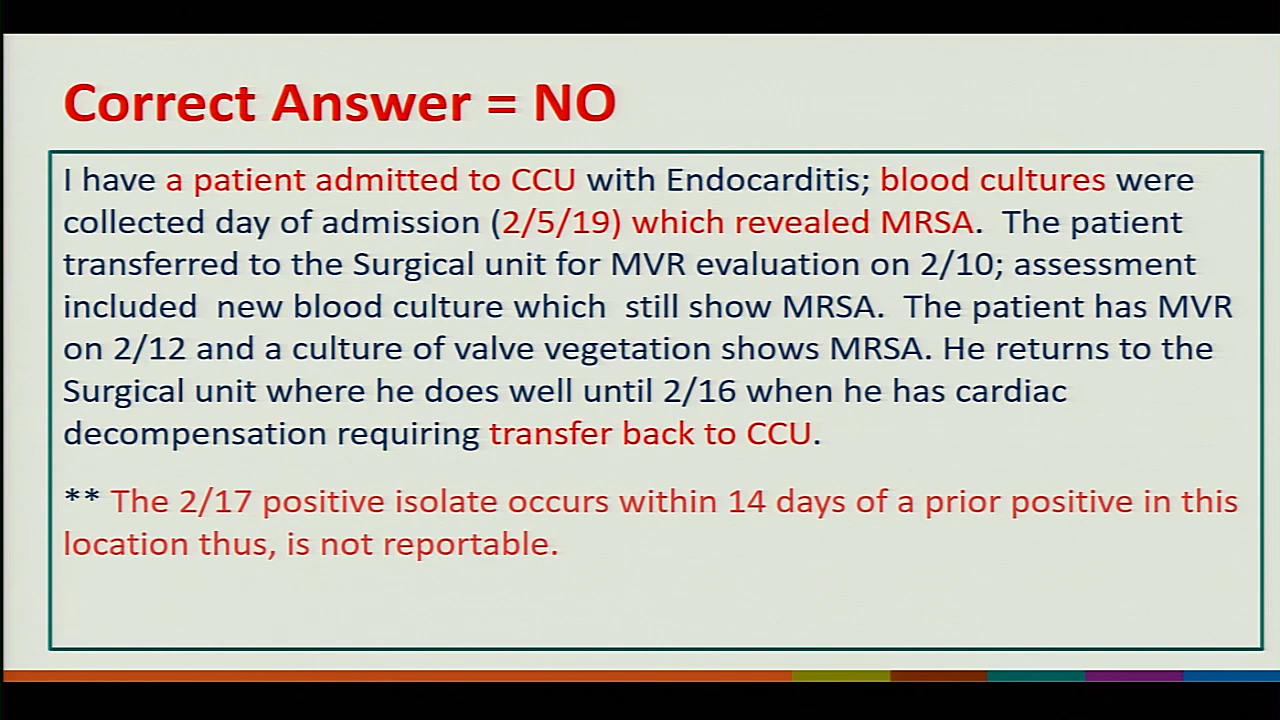 Correct Answer = NO
I have a patient admitted to CCU with Endocarditis; blood cultures were
collected day of admission (2/5/19) which revealed MRSA.  The patient
transferred to the Surgical unit for MVR evaluation on 2/10; assessment
included  new blood culture which  still show MRSA.  The patient has MVR
on 2/12 and a culture of valve vegetation shows MRSA. He returns to the
Surgical unit where he does well until 2/16 when he has cardiac
decompensation requiring transfer back to CCU.
** The 2/17 positive isolate occurs within 14 days of a prior positive in this
location thus, is not reportable.